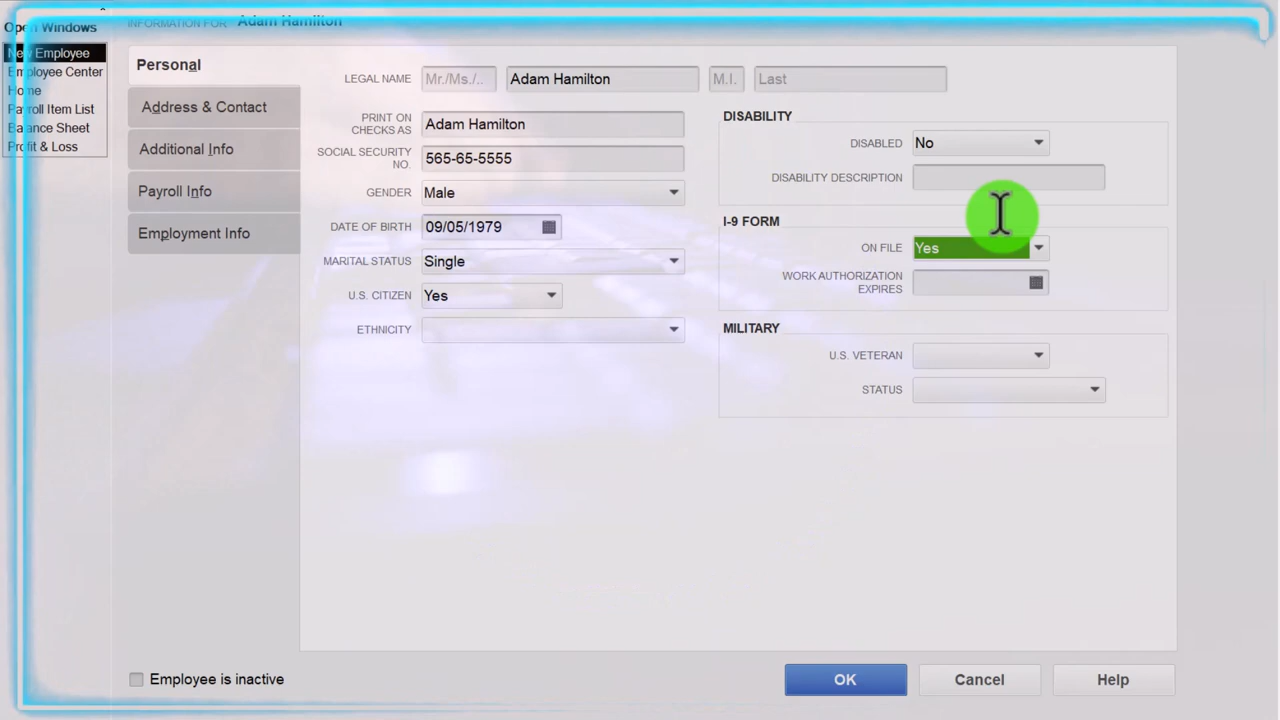 Open Windows
New Employee
Employee Center
Home
Payroll Item List
Balance Sheet
Profit & Loss
INFORMATION FOR Adam Hamilton
Personal
Address & Contact
Additional Info
Payroll Info
Employment Info
LEGAL NAME Mr./Ms./.. Adam Hamilton M.I. Last
PRINT ON
CHECKS AS Adam Hamilton
SOCIAL SECURITY
NO. 565-65-5555
GENDER Male
DATE OF BIRTH 09/05/1979
MARITAL STATUS Single
U.S. CITIZEN Yes
ETHNICITY
DISABILITY
DISABLED No
DISABILITY DESCRIPTION
I-9 FORM
ON FILE Yes
WORK AUTHORIZATION
EXPIRES
MILITARY
U.S. VETERAN
STATUS
Employee is inactive
OK Cancel Help